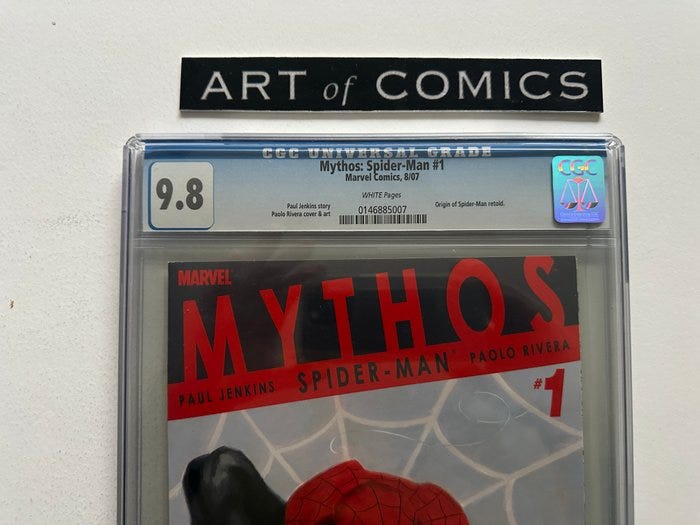 ART of COMICS
CGC UNIVERSAL GRADE
Mythos: Spider-Man #1
Marvel Comics, 8/07
9.8
CGC
WHITE Pages
Paul Jenkins story
Paolo Rivera cover & art
0146885007
Origin of Spider-Man retold.
MARVEL
MYTHOS
PAUL JENKINS SPIDER-MAN PAOLO RIVERA
#1